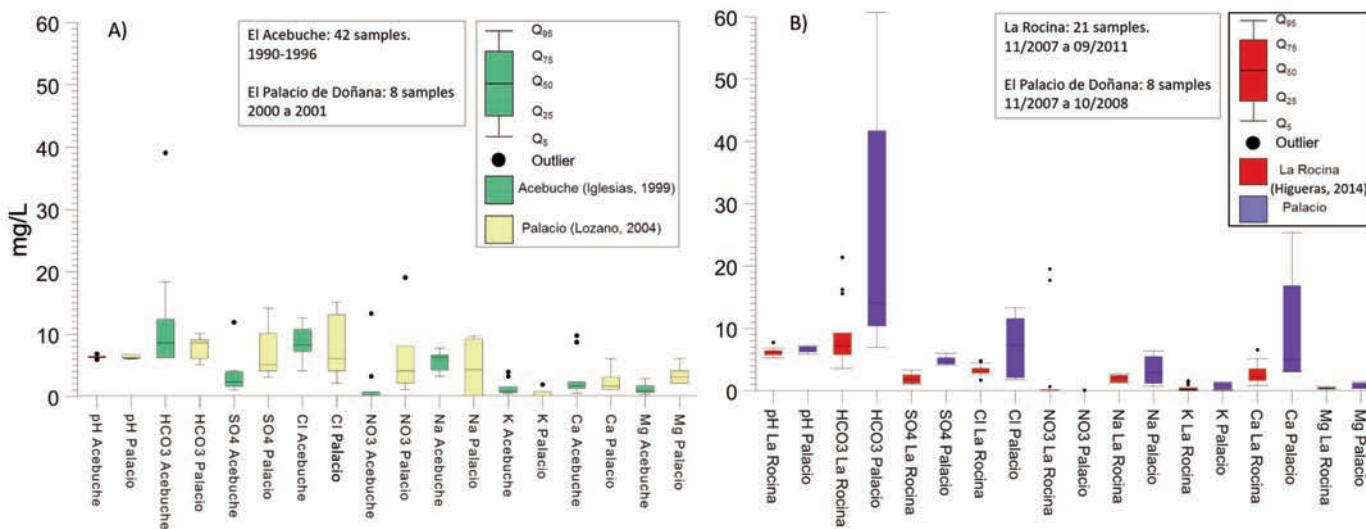 A)
El Acebuche: 42 samples.
1990-1996
El Palacio de Doñana: 8 samples
2000 a 2001
Q95
Q75
Q50
Q25
Q5
Outlier
Acebuche (Iglesias, 1999)
Palacio (Lozano, 2004)
mg/L
60
50
40
30
20
10
0
pH Acebuche
pH Palacio
HCO3 Acebuche
HCO3 Palacio
SO4 Acebuche
SO4 Palacio
Cl Acebuche
Cl Palacio
NO3 Acebuche
NO3 Palacio
Na Acebuche
Na Palacio
K Acebuche
K Palacio
Ca Acebuche
Ca Palacio
Mg Acebuche
Mg Palacio
B)
La Rocina: 21 samples.
11/2007 a 09/2011
El Palacio de Doñana: 8 samples
11/2007 a 10/2008
Q95
Q75
Q50
Q25
Q5
Outlier
La Rocina
(Higueras, 2014)
Palacio
60
50
40
30
20
10
0
pH La Rocina
pH Palacio
HCO3 La Rocina
HCO3 Palacio
SO4 La Rocina
SO4 Palacio
Cl La Rocina
Cl Palacio
NO3 La Rocina
NO3 Palacio
Na La Rocina
Na Palacio
K La Rocina
K Palacio
Ca La Rocina
Ca Palacio
Mg La Rocina
Mg Palacio